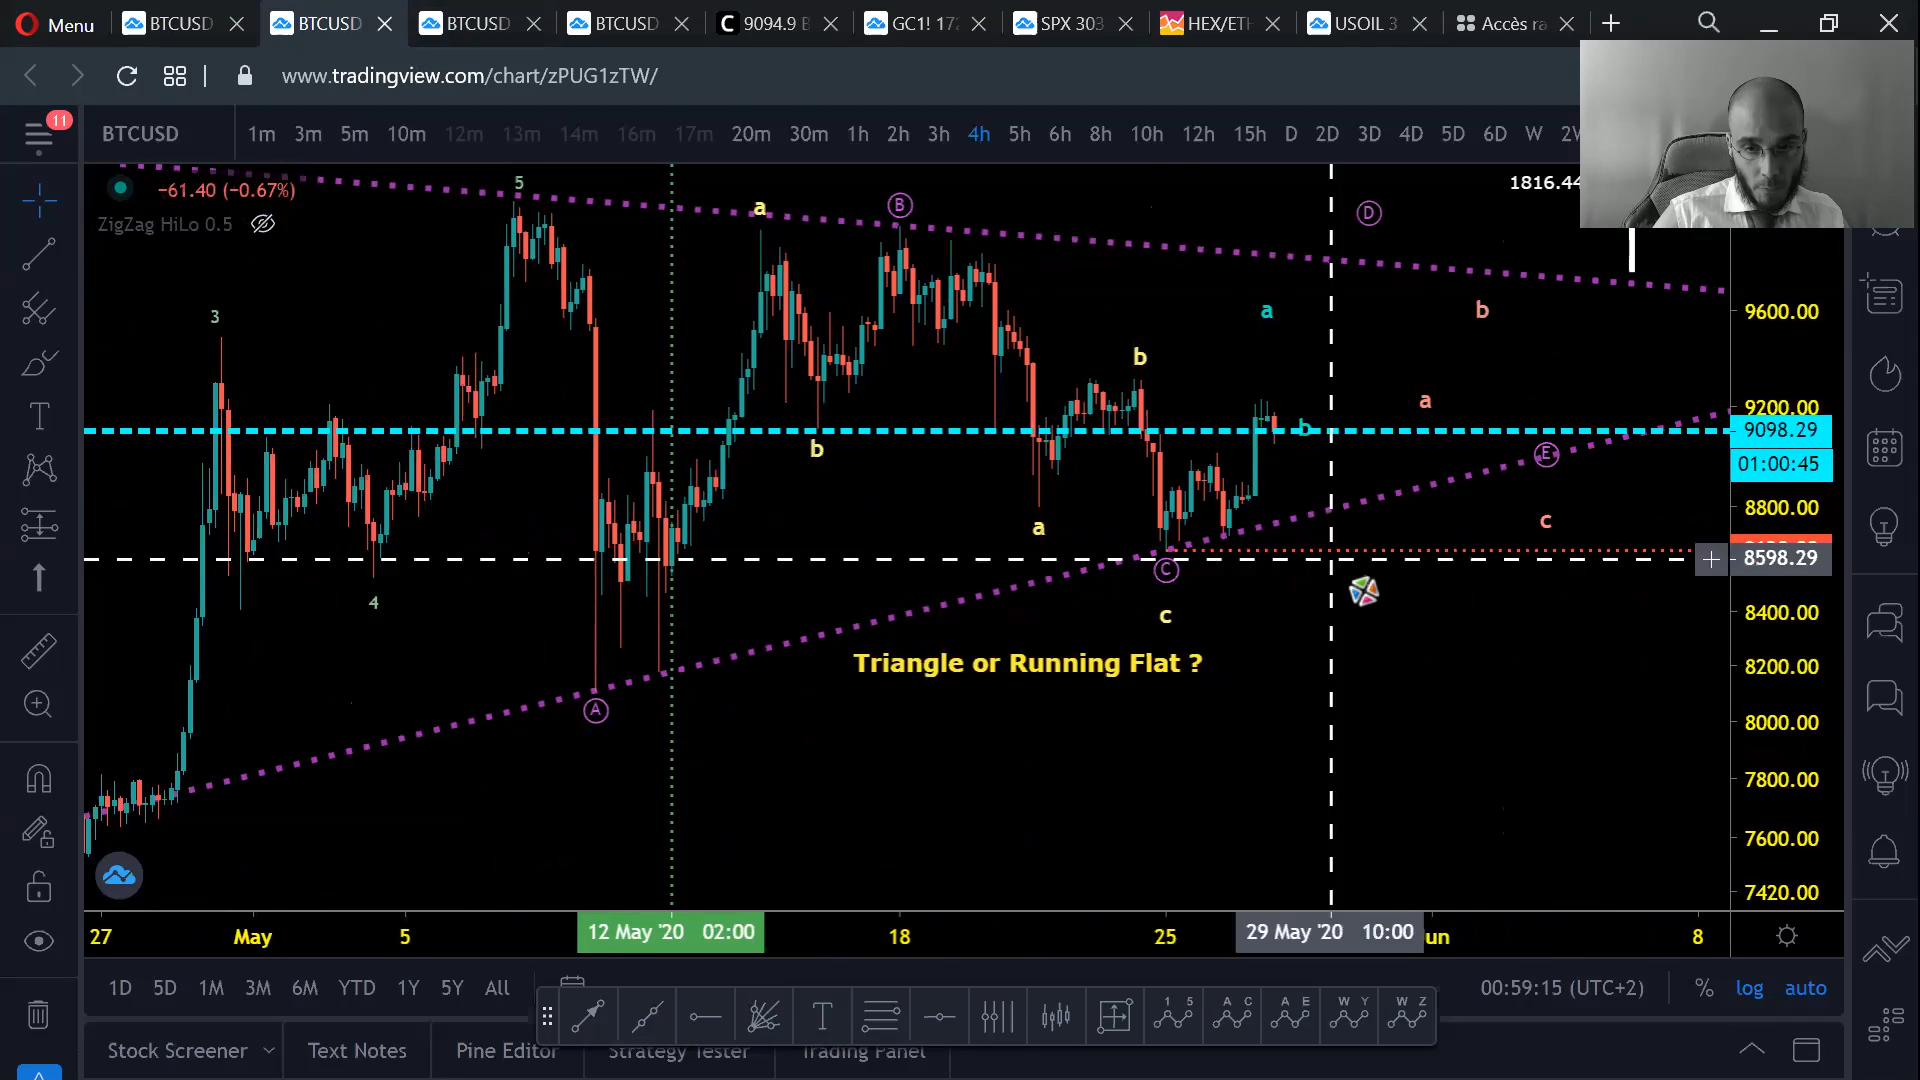 Menu
BTCUSD
BTCUSD
BTCUSD
BTCUSD
9094.9 B
GC1! 172
SPX 303
HEX/ETH
USOIL 3
Accès ra
www.tradingview.com/chart/zPUG1zTW/
11
BTCUSD 1m 3m 5m 10m 12m 13m 14m 16m 17m 20m 30m 1h 2h 3h 4h 5h 6h 8h 10h 12h 15h D 2D 3D 4D 5D 6D W 2W
−61.40 (−0.67%)
ZigZag HiLo 0.5
1816.44
5
a
B
D
3
a
b
9600.00
b
a
9200.00
b
9098.29
b
E
01:00:45
a
c
8800.00
8598.29
C
4
c
8400.00
Triangle or Running Flat ?
8200.00
A
8000.00
7800.00
7600.00
7420.00
27 May 5 12 May '20 02:00 18 25 29 May '20 10:00 un 8
1D 5D 1M 3M 6M YTD 1Y 5Y All
00:59:15 (UTC+2) % log auto
1 5
A C
A E
W Y
W Z
Stock Screener Text Notes Pine Editor Strategy Tester Trading Panel